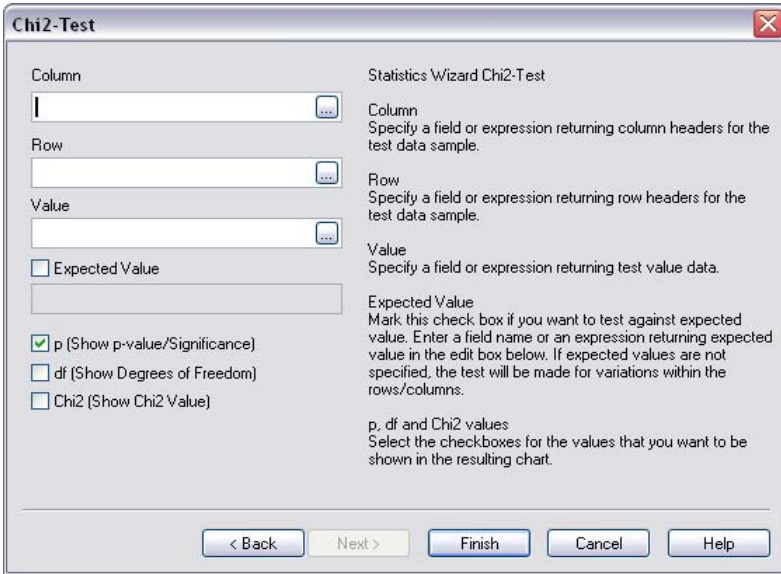 Chi2-Test
Column
...
Row
...
Value
...
Expected Value
p (Show p-value/Significance)
df (Show Degrees of Freedom)
Chi2 (Show Chi2 Value)
Statistics Wizard Chi2-Test
Column
Specify a field or expression returning column headers for the
test data sample.
Row
Specify a field or expression returning row headers for the
test data sample.
Value
Specify a field or expression returning test value data.
Expected Value
Mark this check box if you want to test against expected
value. Enter a field name or an expression returning expected
value in the edit box below. If expected values are not
specified, the test will be made for variations within the
rows/columns.
p, df and Chi2 values
Select the checkboxes for the values that you want to be
shown in the resulting chart.
< Back Next > Finish Cancel Help